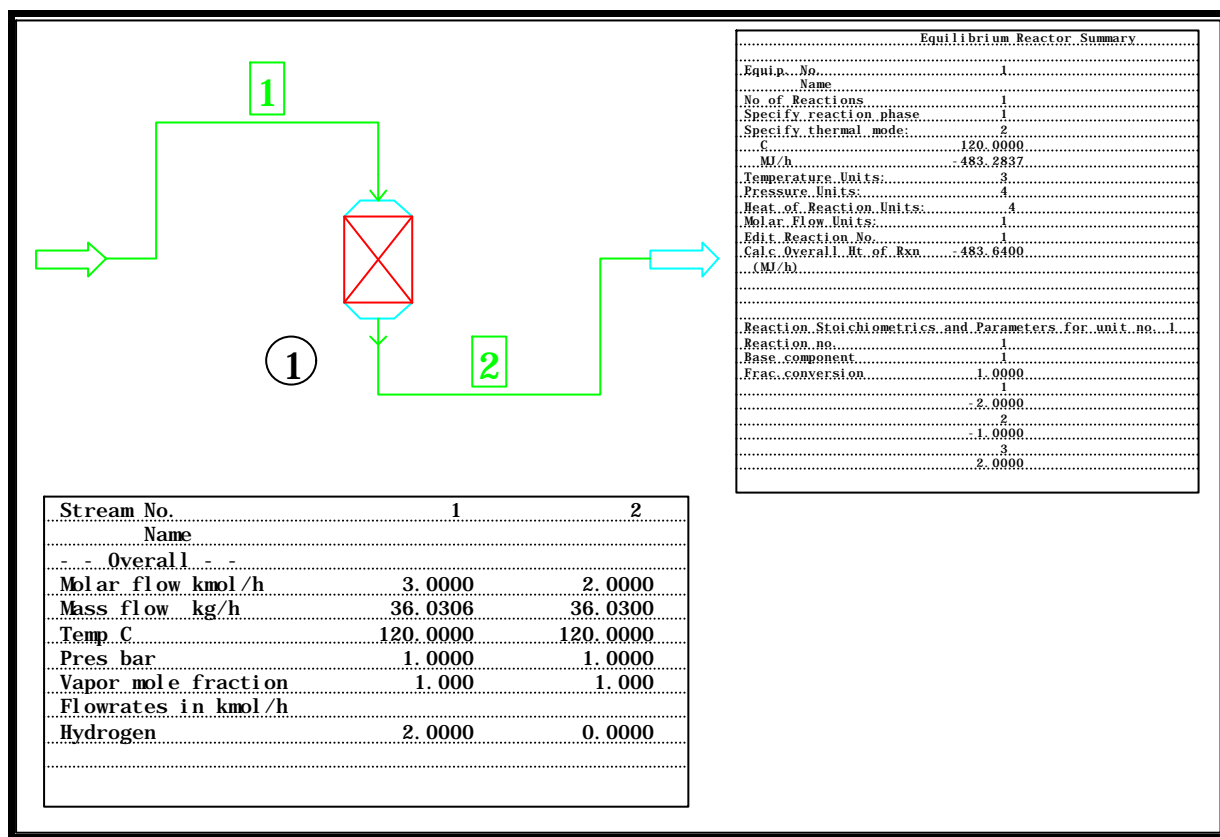 1
1
2
Equilibrium Reactor Summary
Equip. No. 1
Name
No of Reactions 1
Specify reaction phase 1
Specify thermal mode: 2
C 120.0000
MJ/h -483.2837
Temperature Units: 3
Pressure Units: 4
Heat of Reaction Units: 4
Molar Flow Units: 1
Edit Reaction No. 1
Calc Overall Ht of Rxn -483.6400
(MJ/h)
Reaction Stoichiometrics and Parameters for unit no. 1
Reaction no. 1
Base component 1
Frac.conversion 1.0000
1
-2.0000
2
-1.0000
3
2.0000
Stream No. 1 2
Name
- - Overall - -
Molar flow kmol/h 3.0000 2.0000
Mass flow kg/h 36.0306 36.0300
Temp C 120.0000 120.0000
Pres bar 1.0000 1.0000
Vapor mole fraction 1.000 1.000
Flowrates in kmol/h
Hydrogen 2.0000 0.0000